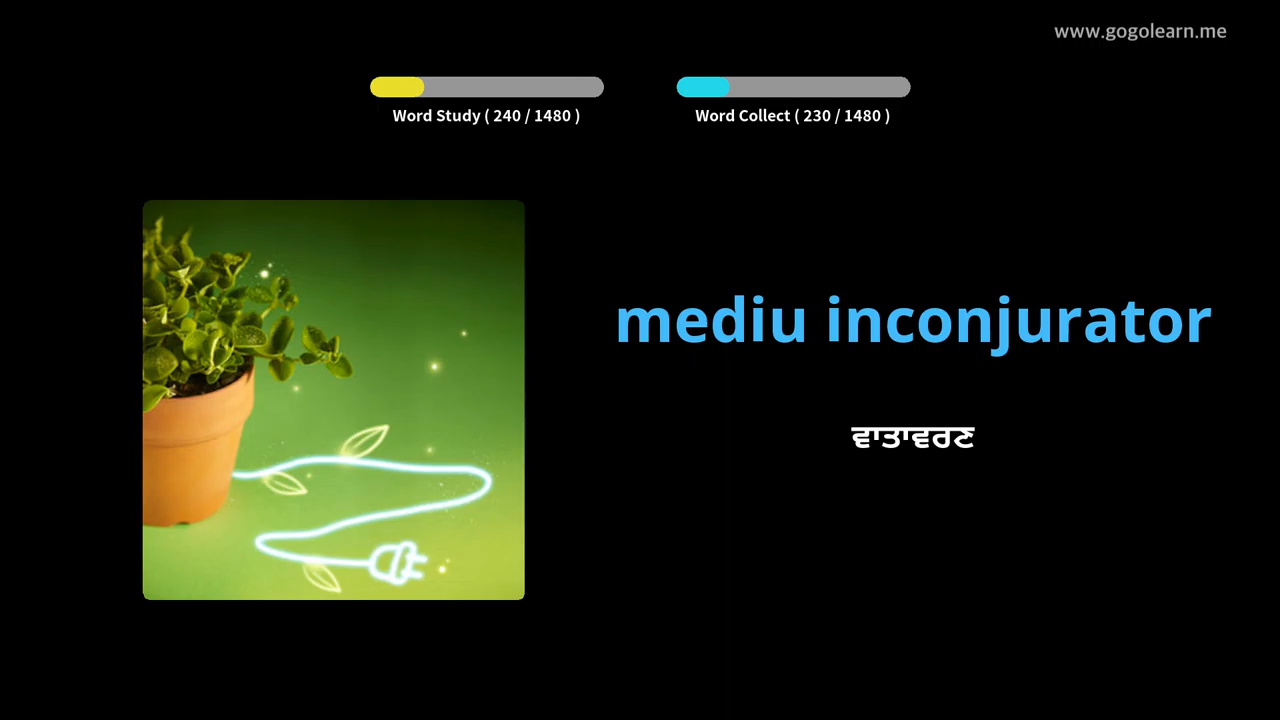 www.gogolearn.me
Word Study ( 240 / 1480 )
Word Collect ( 230 / 1480 )
mediu inconjurator
ਵਾਤਾਵਰਣ